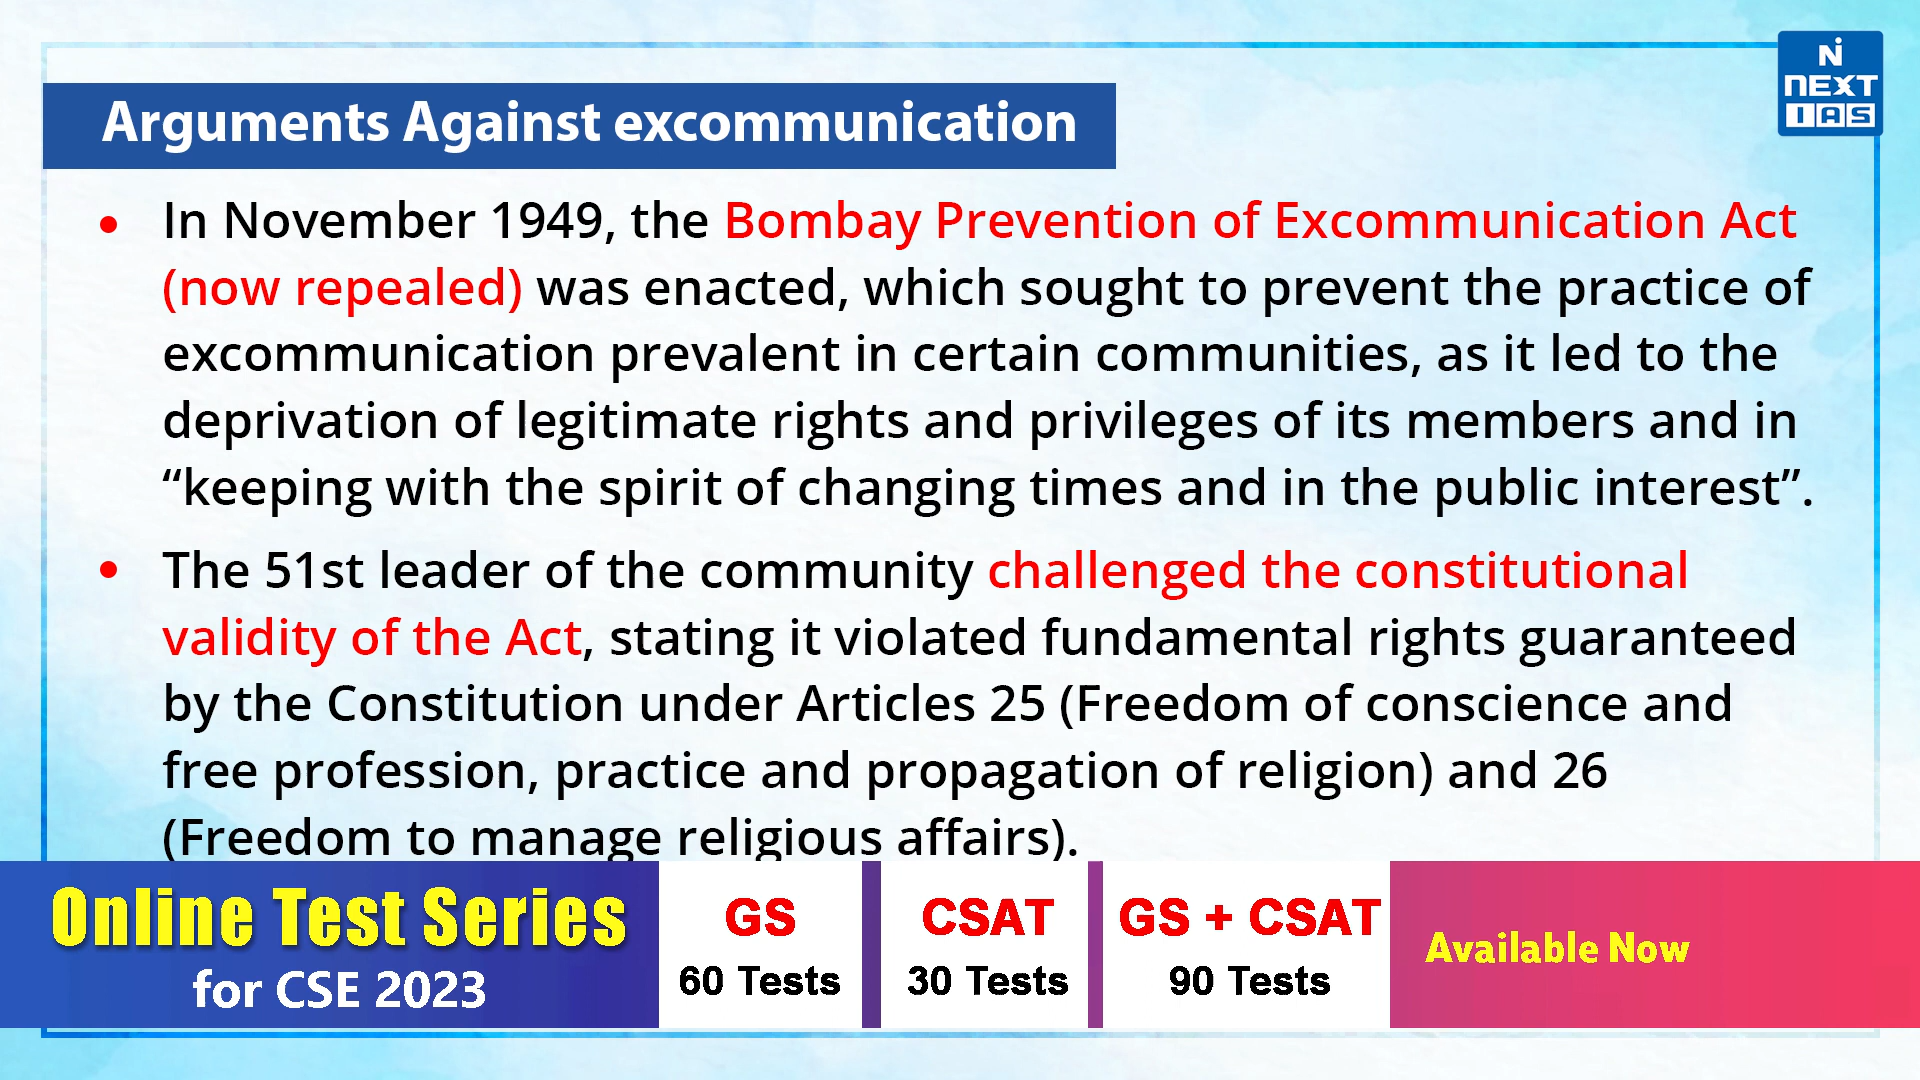 N
NEXT
IAS
Arguments Against excommunication
• In November 1949, the Bombay Prevention of Excommunication Act
(now repealed) was enacted, which sought to prevent the practice of
excommunication prevalent in certain communities, as it led to the
deprivation of legitimate rights and privileges of its members and in
“keeping with the spirit of changing times and in the public interest”.
• The 51st leader of the community challenged the constitutional
validity of the Act, stating it violated fundamental rights guaranteed
by the Constitution under Articles 25 (Freedom of conscience and
free profession, practice and propagation of religion) and 26
(Freedom to manage religious affairs).
Online Test Series
for CSE 2023
GS
60 Tests
CSAT
30 Tests
GS + CSAT
90 Tests
Available Now